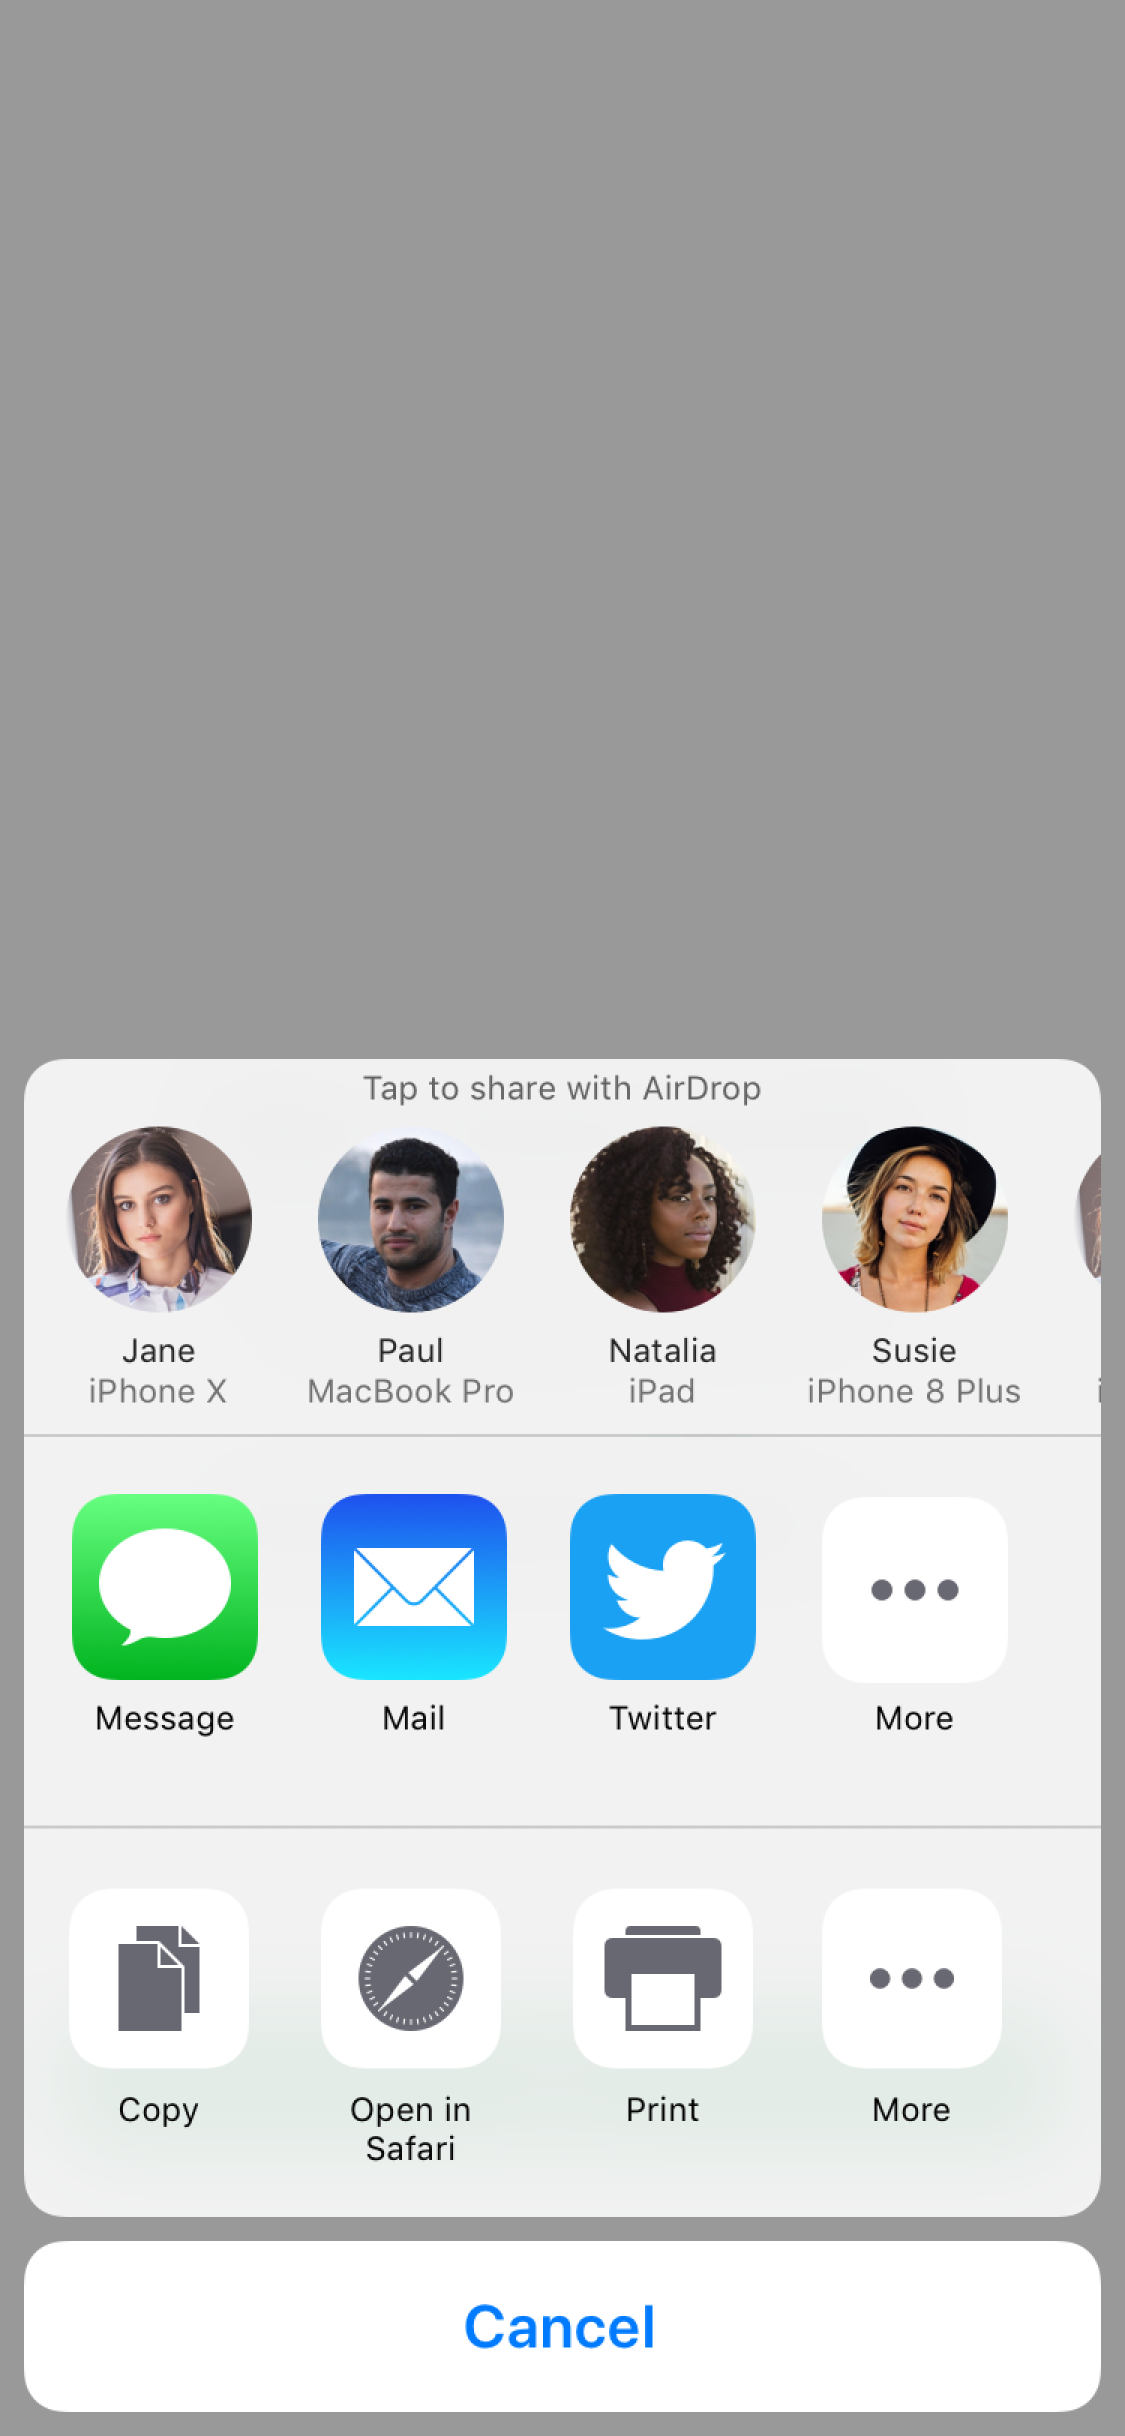 Tap to share with AirDrop
Jane
iPhone X
Paul
MacBook Pro
Natalia
iPad
Susie
iPhone 8 Plus
Message
Mail
Twitter
More
Copy
Open in
Safari
Print
More
Cancel